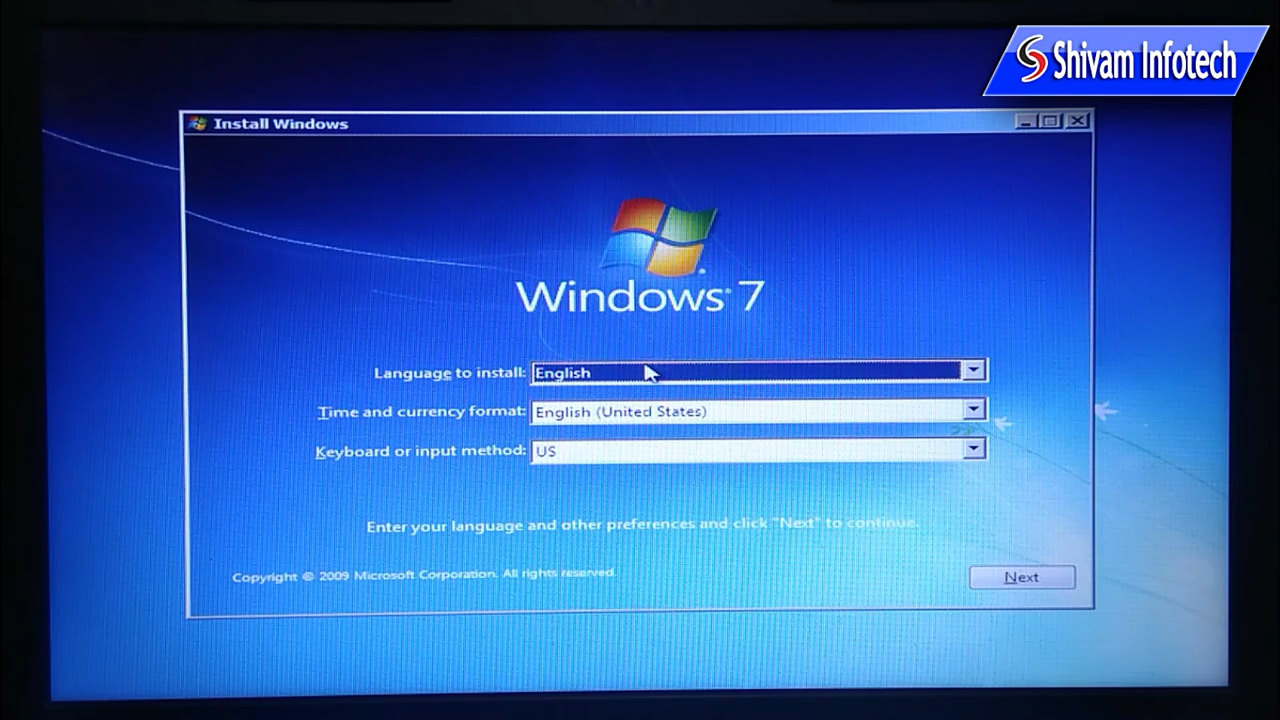 Shivam Infotech
Install Windows
Windows 7
Language to install: English
Time and currency format: English (United States)
Keyboard or input method: US
Enter your language and other preferences and click "Next" to continue.
Copyright © 2009 Microsoft Corporation. All rights reserved.
Next